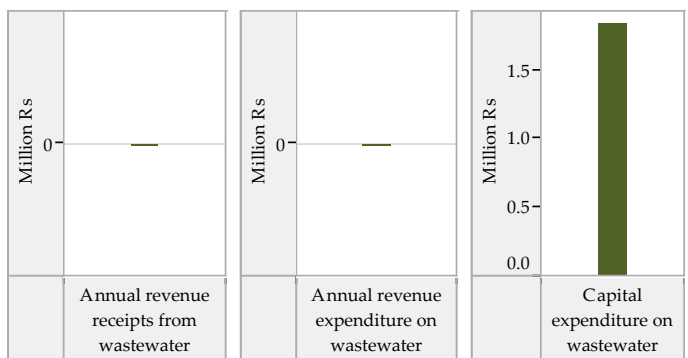 Million Rs
0
Annual revenue
receipts from
wastewater
Million Rs
0
Annual revenue
expenditure on
wastewater
Million Rs
1.5
1.0
0.5
0.0
Capital
expenditure on
wastewater